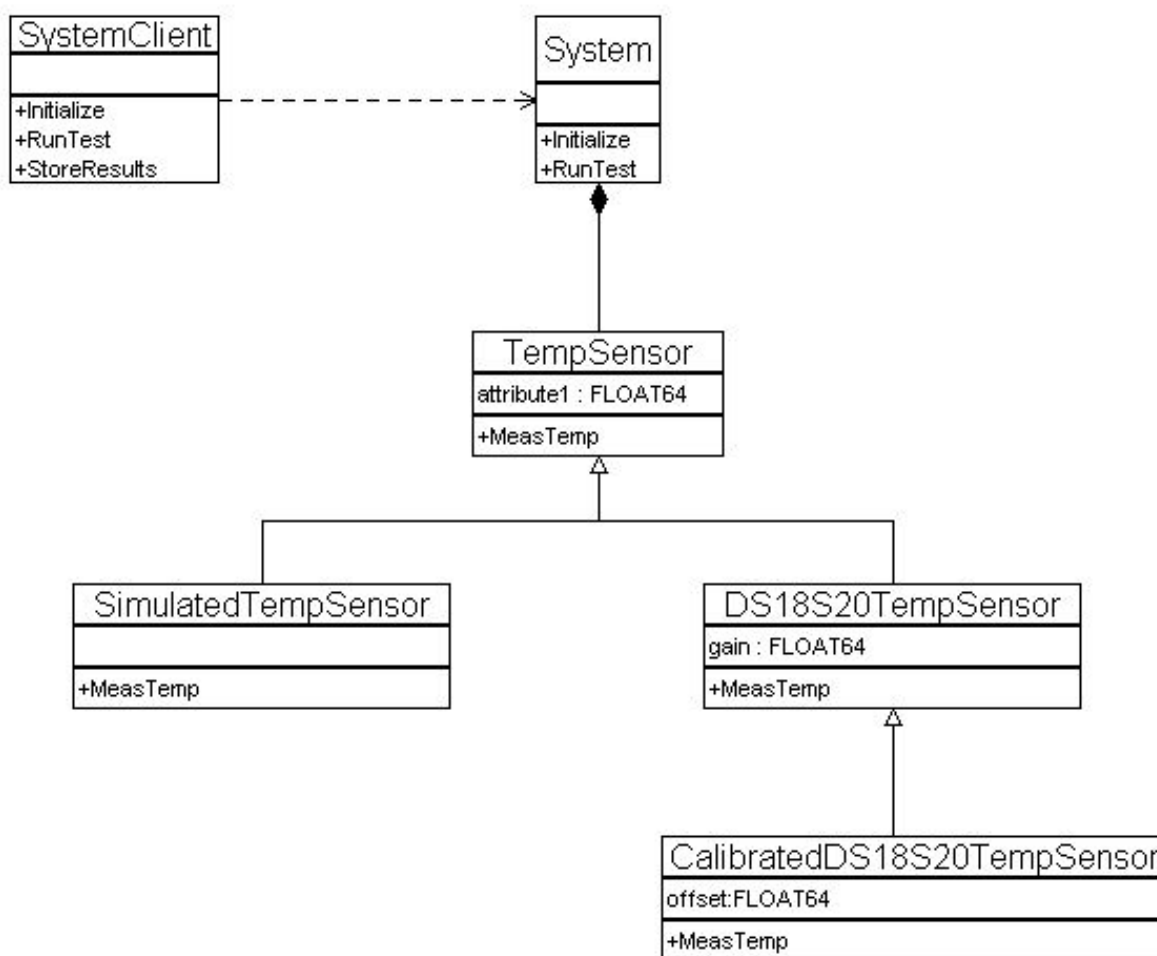 SystemClient
+Initialize
+RunTest
+StoreResults
System
+Initialize
+RunTest
TempSensor
attribute1 : FLOAT64
+MeasTemp
SimulatedTempSensor
+MeasTemp
DS18S20TempSensor
gain : FLOAT64
+MeasTemp
CalibratedDS18S20TempSensor
offset:FLOAT64
+MeasTemp